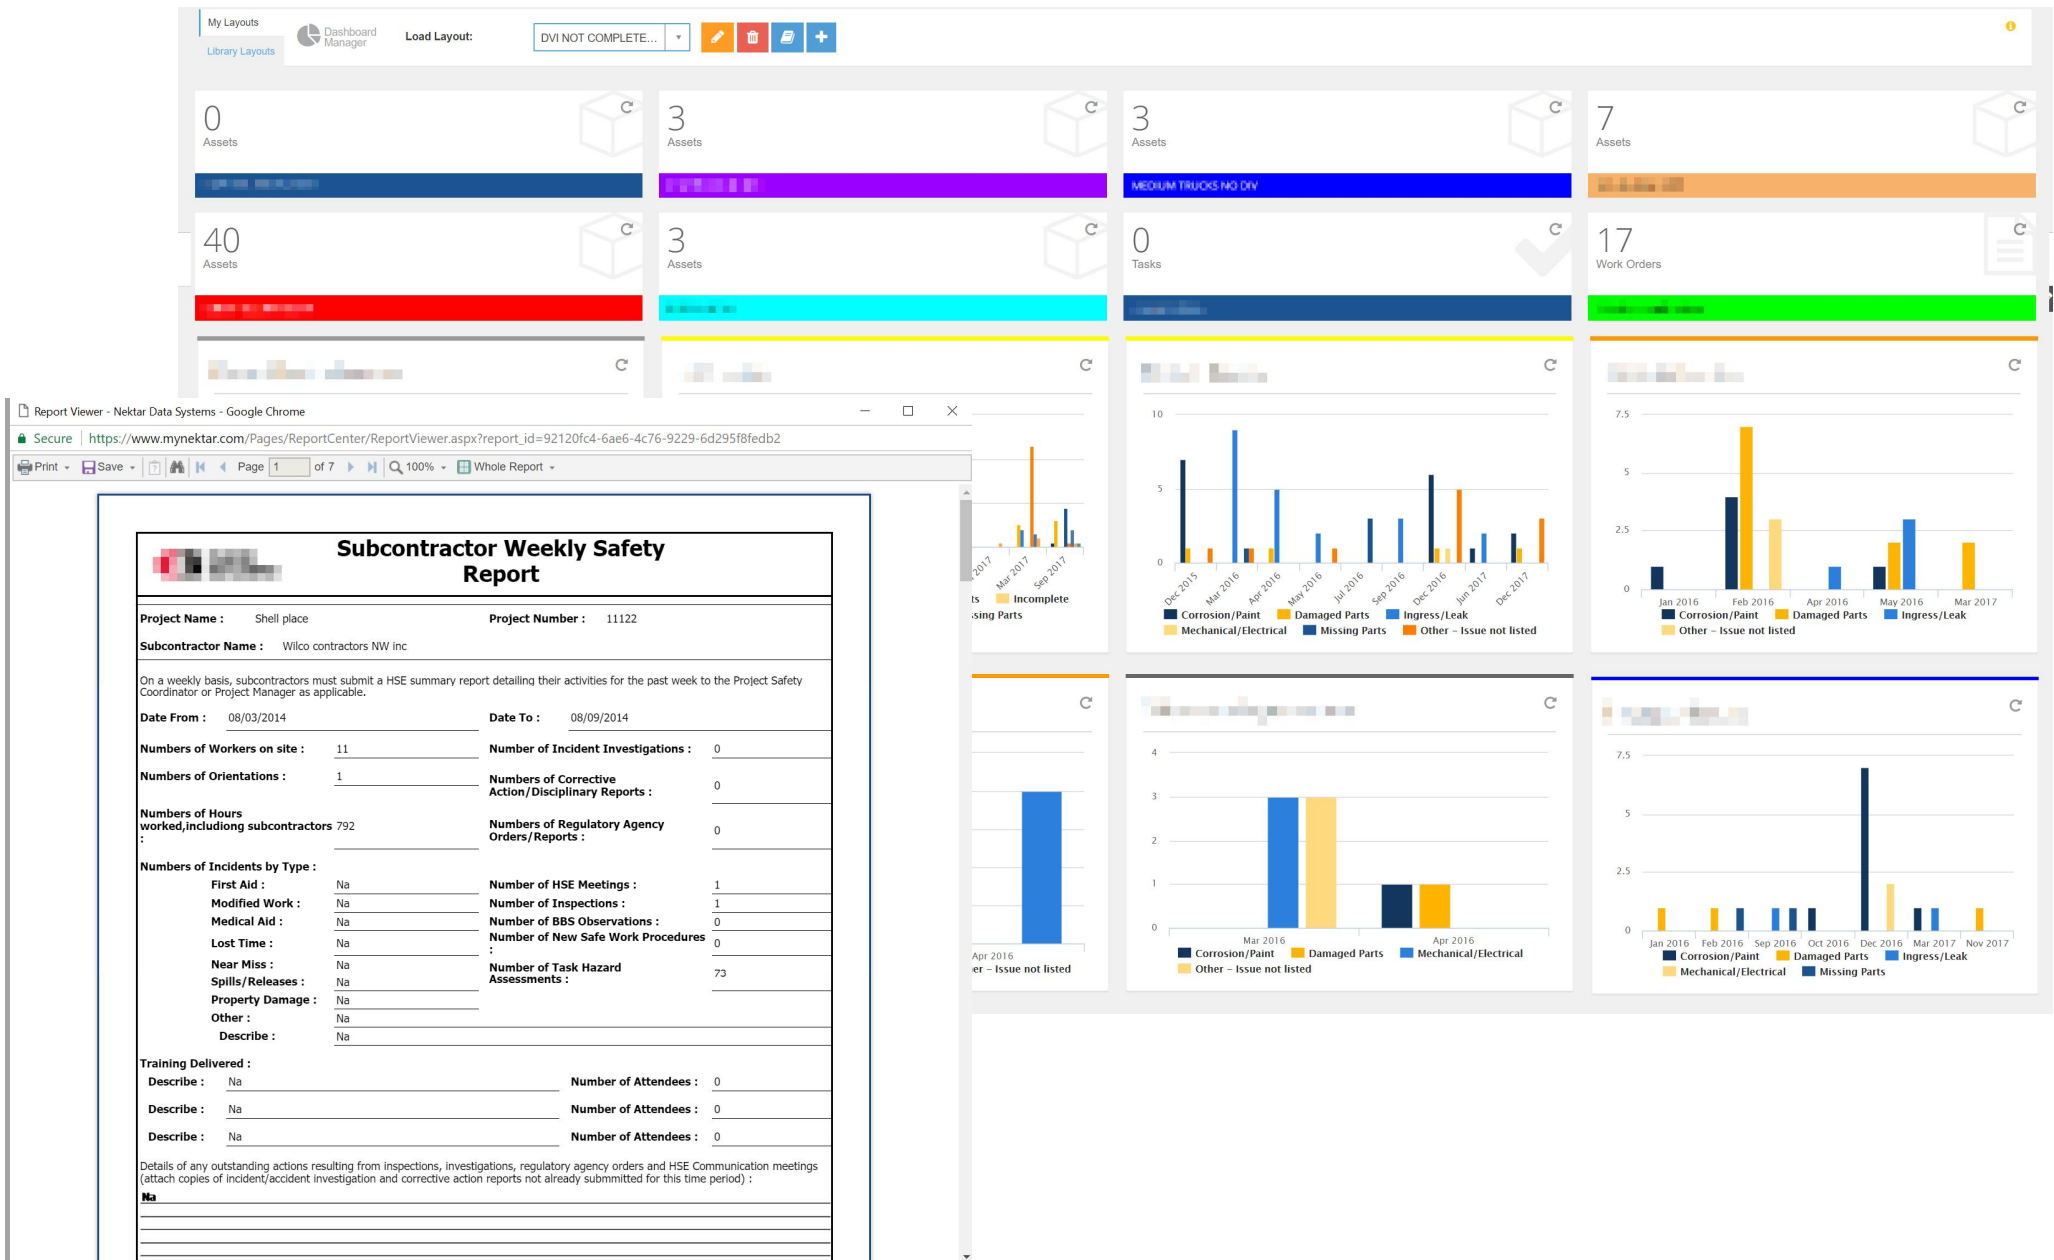 My Layouts
Library Layouts
Dashboard
Manager
Load Layout:
DVI NOT COMPLETE...
0
Assets
3
Assets
3
Assets
7
Assets
MEDIUM TRUCKS NO DIV
40
Assets
3
Assets
0
Tasks
17
Work Orders
Report Viewer - Nektar Data Systems - Google Chrome
Secure
https://www.mynektar.com/Pages/ReportCenter/ReportViewer.aspx?report_id=92120fc4-6ae6-4c76-9229-6d295f8fedb2
Print Save Page 1 of 7 100% Whole Report
Subcontractor Weekly Safety
Report
Project Name : Shell place Project Number : 11122
Subcontractor Name : Wilco contractors NW inc
On a weekly basis, subcontractors must submit a HSE summary report detailing their activities for the past week to the Project Safety
Coordinator or Project Manager as applicable.
Date From : 08/03/2014 Date To : 08/09/2014
Numbers of Workers on site : 11 Number of Incident Investigations : 0
Numbers of Orientations : 1
Numbers of Corrective
Action/Disciplinary Reports : 0
Numbers of Hours
worked,includiong subcontractors 792
:
Numbers of Regulatory Agency
Orders/Reports : 0
Numbers of Incidents by Type :
First Aid : Na Number of HSE Meetings : 1
Modified Work : Na Number of Inspections : 1
Medical Aid : Na Number of BBS Observations : 0
Lost Time : Na
Number of New Safe Work Procedures
: 0
Near Miss : Na
Number of Task Hazard
Assessments : 73
Spills/Releases : Na
Property Damage : Na
Other : Na
Describe : Na
Training Delivered :
Describe : Na Number of Attendees : 0
Describe : Na Number of Attendees : 0
Describe : Na Number of Attendees : 0
Details of any outstanding actions resulting from inspections, investigations, regulatory agency orders and HSE Communication meetings
(attach copies of incident/accident investigation and corrective action reports not already submmitted for this time period) :
Na
2017 Mar 2017 Sep 2017
ts Incomplete
ssing Parts
10
5
0
Dec 2015 Mar 2016 Apr 2016 May 2016 Jul 2016 Sep 2016 Dec 2016 Jun 2017 Dec 2017
Corrosion/Paint Damaged Parts Ingress/Leak
Mechanical/Electrical Missing Parts Other – Issue not listed
7.5
5
2.5
0
Jan 2016 Feb 2016 Apr 2016 May 2016 Mar 2017
Corrosion/Paint Damaged Parts Ingress/Leak
Other – Issue not listed
Apr 2016
er – Issue not listed
4
3
2
1
0
Mar 2016 Apr 2016
Corrosion/Paint Damaged Parts Mechanical/Electrical
Other – Issue not listed
7.5
5
2.5
0
Jan 2016 Feb 2016 Sep 2016 Oct 2016 Dec 2016 Mar 2017 Nov 2017
Corrosion/Paint Damaged Parts Ingress/Leak
Mechanical/Electrical Missing Parts